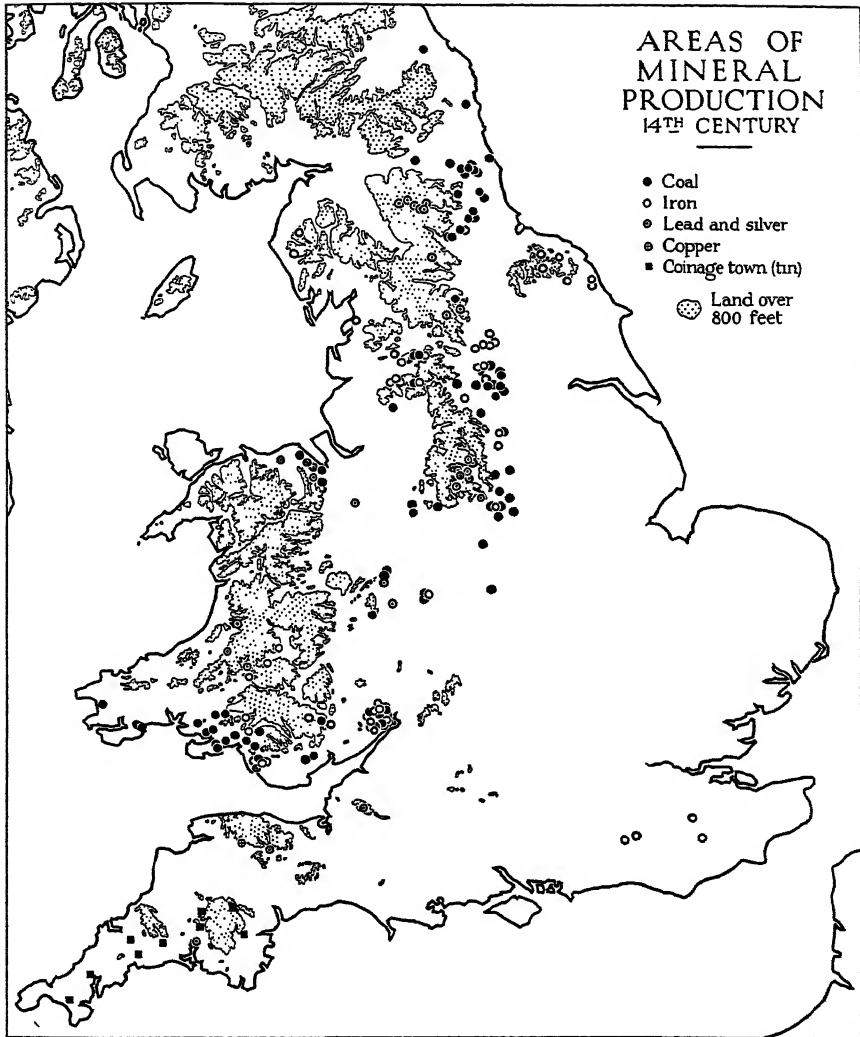 AREAS OF
MINERAL
PRODUCTION
14TH CENTURY
Coal
Iron
Lead and silver
Copper
Coinage town (tin)
Land over
800 feet